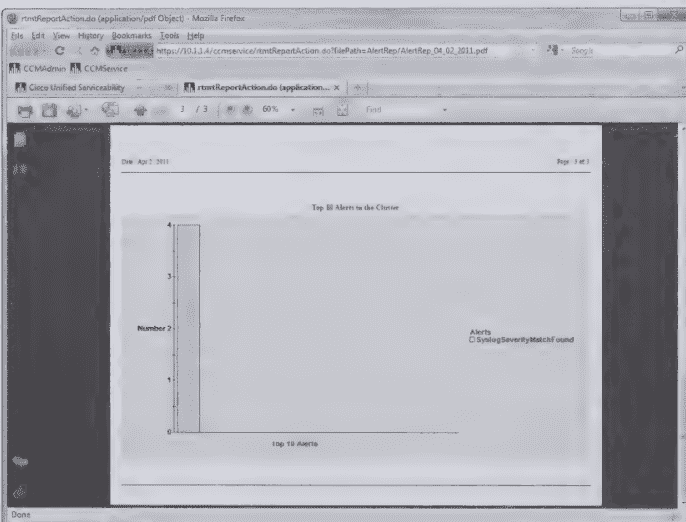 rtmtReportAction.do (application/pdf Object) - Mozilla Firefox
File Edit View History Bookmarks Tools Help
https://10.1.3.4/ccmservice/rtmtReportAction.do?filePath=AlertRep/AlertRep_04_02_2011.pdf
Google
CCMAdmin CCMService
Cisco Unified Serviceability
rtmtReportAction.do (application... ×
3 / 3 60% Find
Date : Apr 2, 2011 Page : 3 of 3
Top 10 Alerts in the Cluster
4
3
Number 2
1
0
Alerts
SyslogSeverityMatchFound
Top 10 Alerts
Done